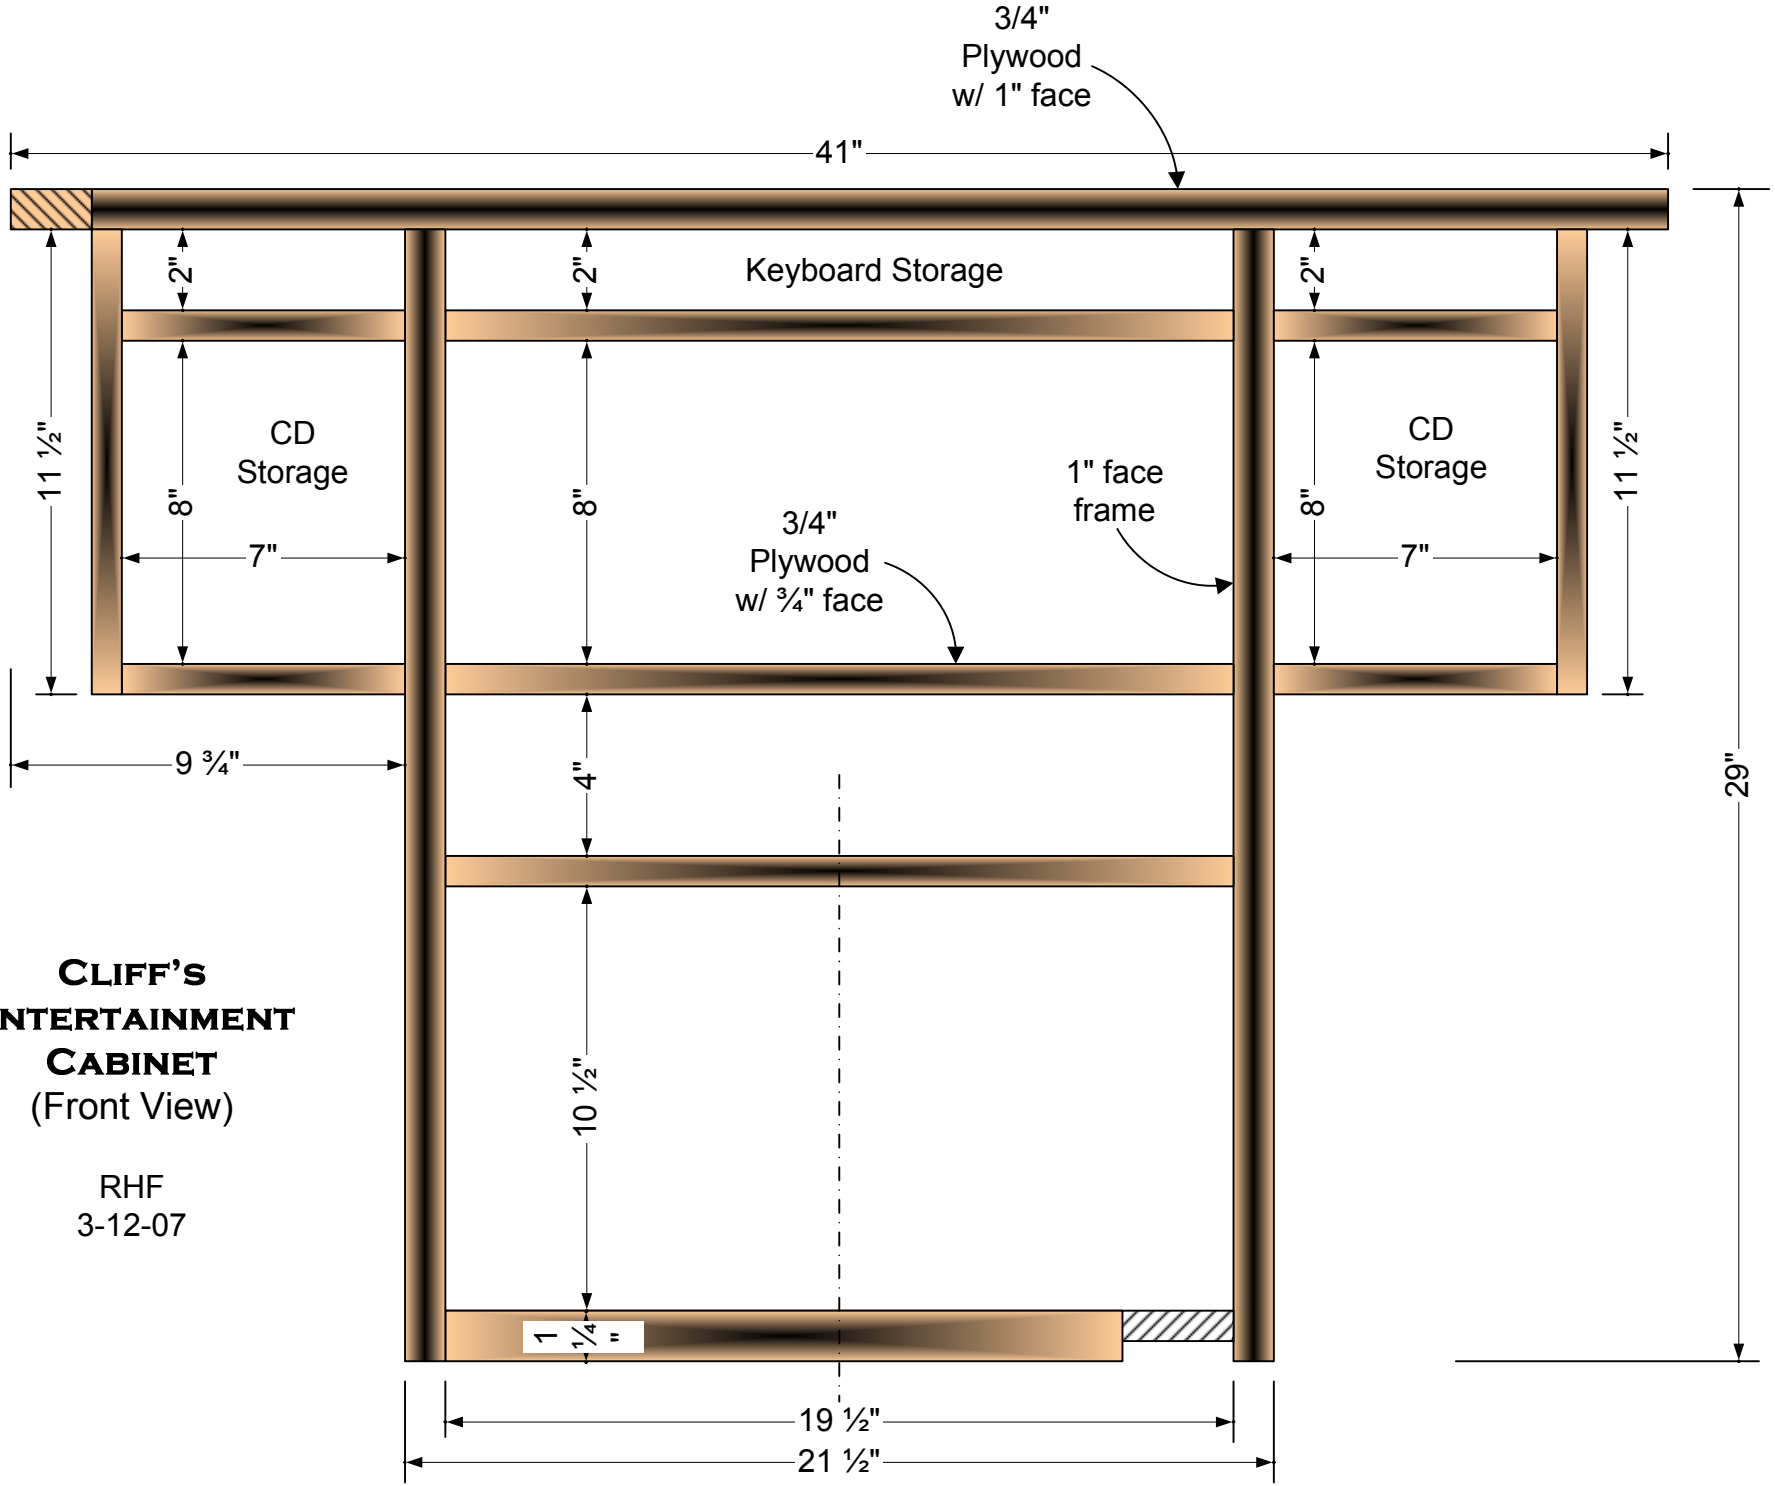 3/4"
Plywood
w/ 1" face
41"
2"
2"
Keyboard Storage
2"
11 ½"
CD
Storage
8"
7"
8"
3/4"
Plywood
w/ ¾" face
1" face
frame
8"
CD
Storage
7"
11 ½"
9 ¾"
4"
29"
CLIFF'S
NTERTAINMENT
CABINET
(Front View)
RHF
3-12-07
10 ½"
1
¼
"
19 ½"
21 ½"